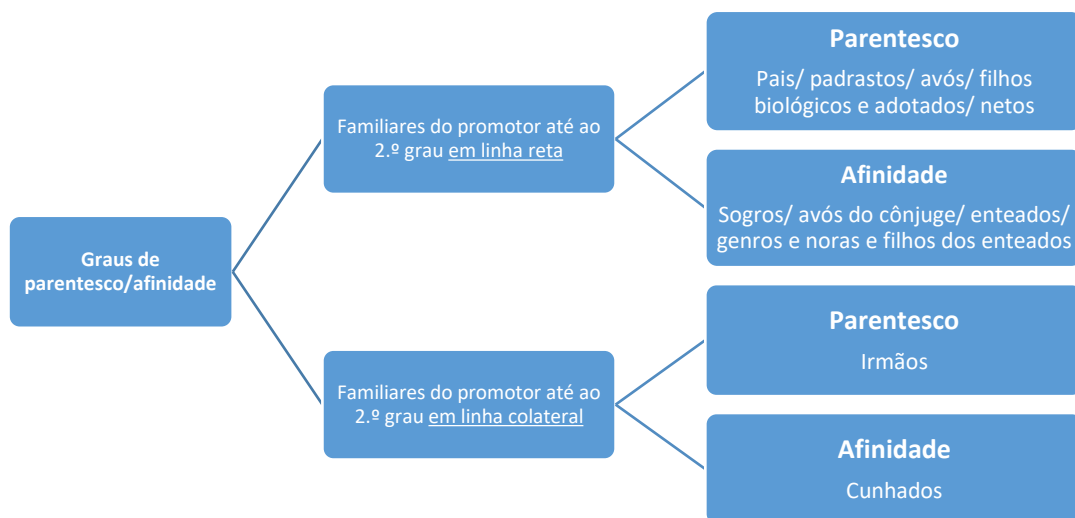 Graus de
parentesco/afinidade
Familiares do promotor até ao
2.º grau em linha reta
Parentesco
Pais/ padrastos/ avós/ filhos
biológicos e adotados/ netos
Afinidade
Sogros/ avós do cônjuge/ enteados/
genros e noras e filhos dos enteados
Familiares do promotor até ao
2.º grau em linha colateral
Parentesco
Irmãos
Afinidade
Cunhados